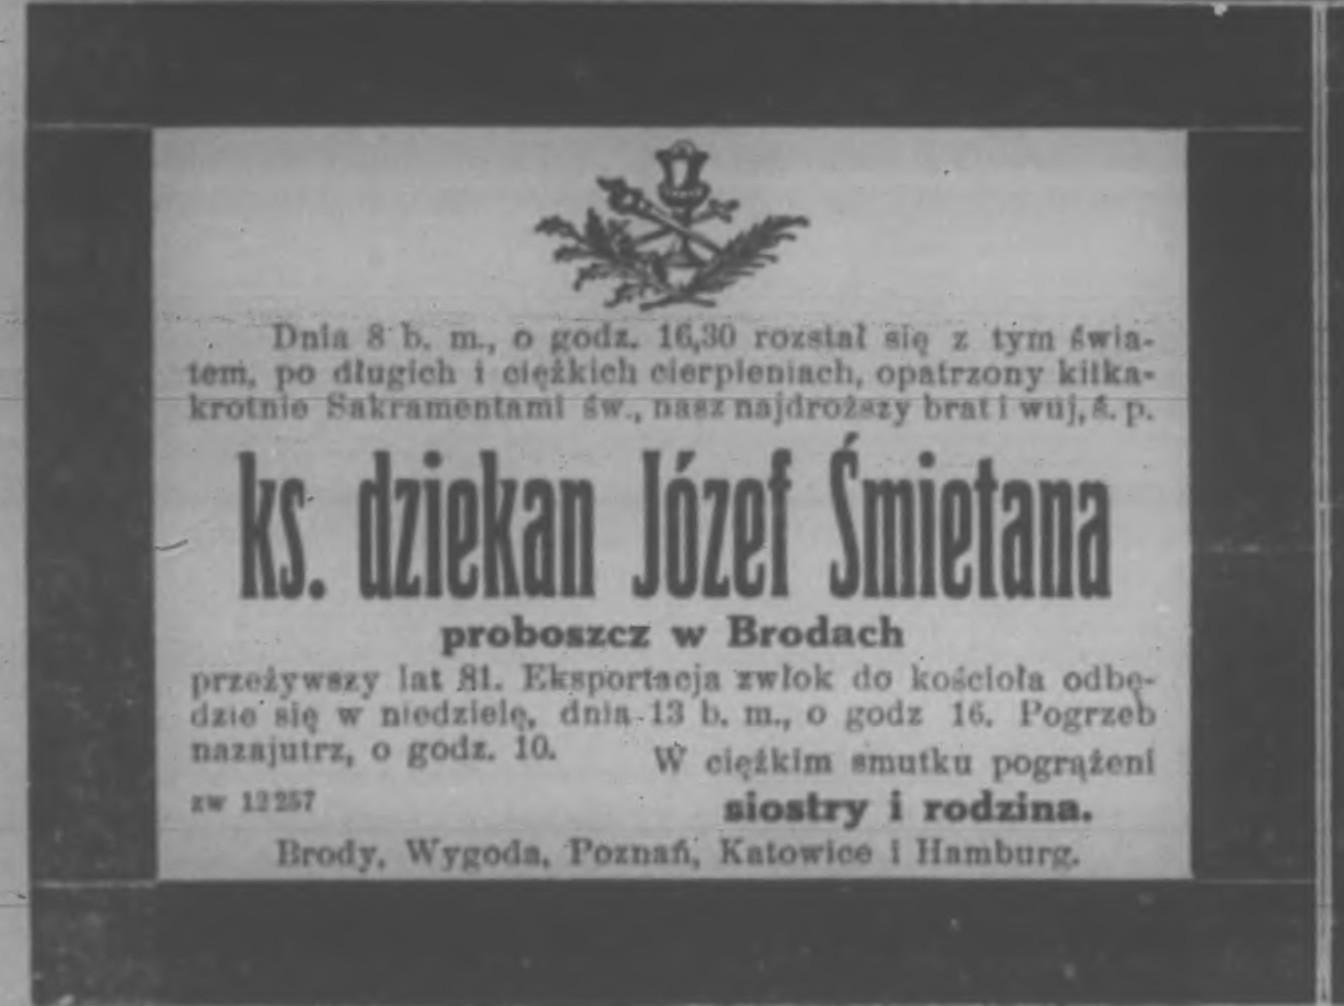 Dnia 8 b. m., o godz. 16,30 rozstał się z tym świa-
tem, po długich i ciężkich cierpieniach, opatrzony kilka-
krotnie Sakramentami św., nasz najdroższy brat i wuj, ś. p.
ks. dziekan Józef Śmietana
proboszcz w Brodach
przeżywszy lat 81. Eksportacja zwłok do kościoła odbę-
dzie się w niedzielę, dnia 13 b. m., o godz 16. Pogrzeb
nazajutrz, o godz. 10.
W ciężkim smutku pogrążeni
siostry i rodzina.
zw 12257
Brody, Wygoda, Poznań, Katowice i Hamburg.